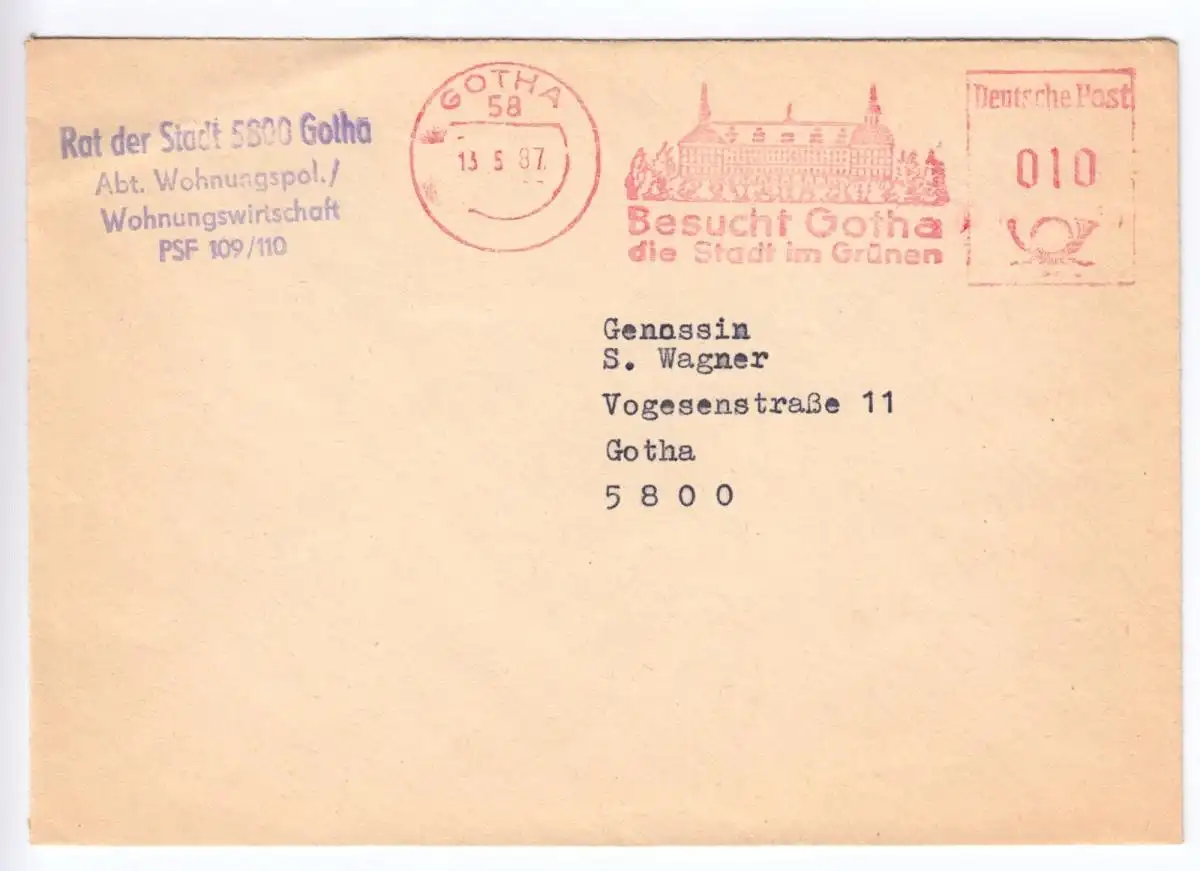 Rat der Stadt 5800 Gotha
Abt. Wohnungspol./
Wohnungswirtschaft
PSF 109/110
GOTHA
58
13 5 87
Besucht Gotha
die Stadt im Grünen
Deutsche Post
010
Genossin
S. Wagner
Vogesenstraße 11
Gotha
5 8 0 0